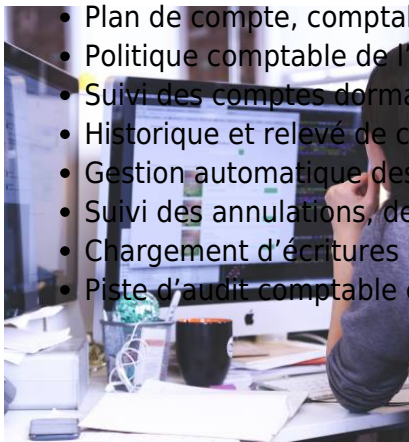 Plan de compte, comptab
Politique comptable de l'
Suivi des comptes dorma
Historique et relevé de c
Gestion automatique des
Suivi des annulations, de
Chargement d'écritures
Piste d'audit comptable